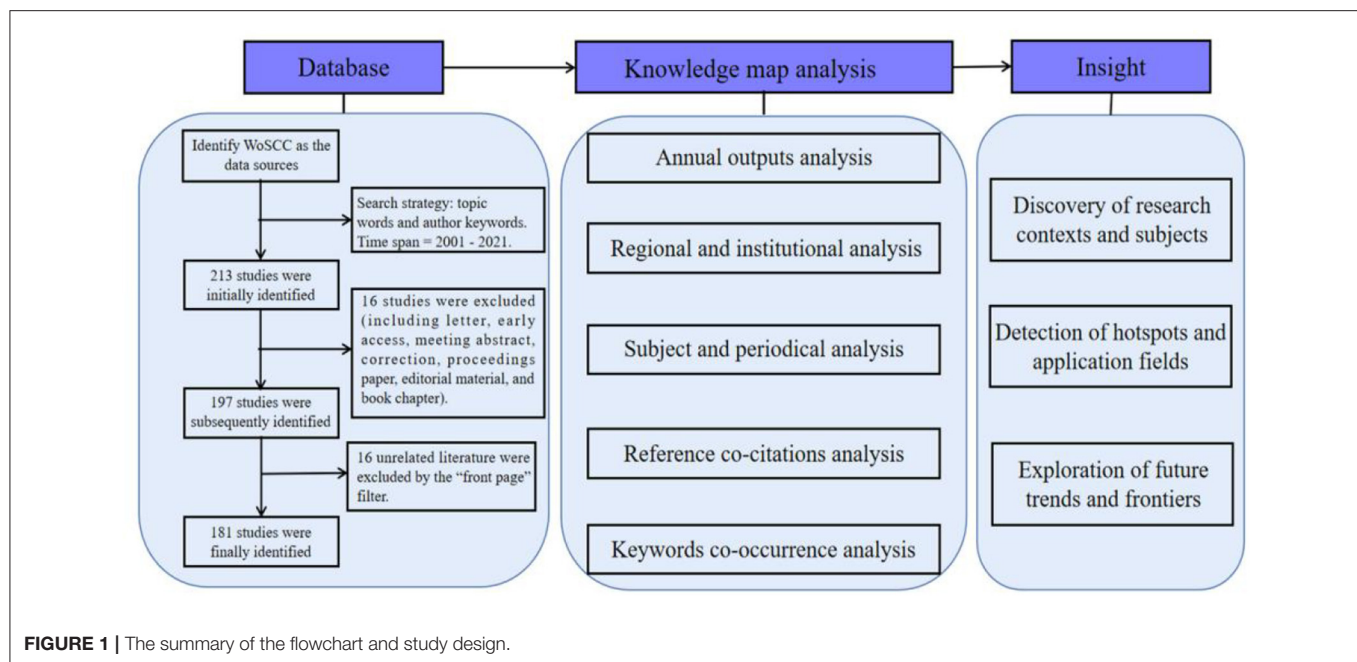 Database
Knowledge map analysis
Insight
Identify WoSCC as the
data sources
Search strategy: topic
words and author keywords.
Time span = 2001 - 2021.
213 studies were
initially identified
16 studies were excluded
(including letter, early
access, meeting abstract,
correction, proceedings
paper, editorial material, and
book chapter).
197 studies were
subsequently identified
16 unrelated literature were
excluded by the “front page”
filter.
181 studies were
finally identified
Annual outputs analysis
Regional and institutional analysis
Subject and periodical analysis
Reference co-citations analysis
Keywords co-occurrence analysis
Discovery of research
contexts and subjects
Detection of hotspots and
application fields
Exploration of future
trends and frontiers
FIGURE 1 | The summary of the flowchart and study design.